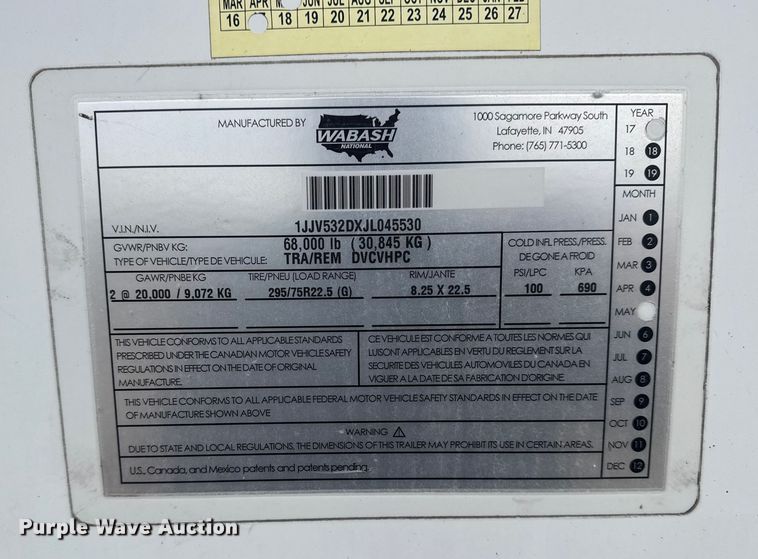 MAR APR JUN JUL AUG SEP OCT NOV DEC JAN FEB
16 18 19 20 21 22 23 24 25 26 27
MANUFACTURED BY
WABASH
NATIONAL
1000 Sagamore Parkway South
Lafayette, IN 47905
Phone: (765) 771-5300
V.I.N./N.I.V. 1JJV532DXJL045530
GVWR/PNBV KG: 68,000 lb ( 30,845 KG )
TYPE OF VEHICLE/TYPE DE VEHICULE: TRA/REM DVCVHPC
COLD INFL PRESS/PRESS.
DE GONE A FROID
GAWR/PNBE KG TIRE/PNEU (LOAD RANGE) RIM/JANTE PSI/LPC KPA
2 @ 20,000 / 9,072 KG 295/75R22.5 (G) 8.25 X 22.5 100 690
THIS VEHICLE CONFORMS TO ALL APPLICABLE STANDARDS
PRESCRIBED UNDER THE CANADIAN MOTOR VEHICLE SAFETY
REGULATIONS IN EFFECT ON THE DATE OF ORIGINAL
MANUFACTURE.
CE VEHICULE EST CONFORME A TOUTES LES NORMES QUI
LUI SONT APPLICABLES EN VERTU DU REGLEMENT SUR LA
SECURITE DES VEHICULES AUTOMOBILES DU CANADA EN
VIGUER A LA DATE DE SA FABRICATION D'ORIGINE.
THIS VEHICLE CONFORMS TO ALL APPLICABLE FEDERAL MOTOR VEHICLE SAFETY STANDARDS IN EFFECT ON THE DATE
OF MANUFACTURE SHOWN ABOVE
WARNING
DUE TO STATE AND LOCAL REGULATIONS, THE DIMENSIONS OF THIS TRAILER MAY PROHIBIT ITS USE IN CERTAIN AREAS.
U.S., Canada, and Mexico patents and patents pending.
YEAR
17
18 18
19 19
MONTH
JAN 1
FEB 2
MAR 3
APR 4
MAY
JUN 6
JUL 7
AUG 8
SEP 9
OCT 10
NOV 11
DEC 12
Purple Wave Auction